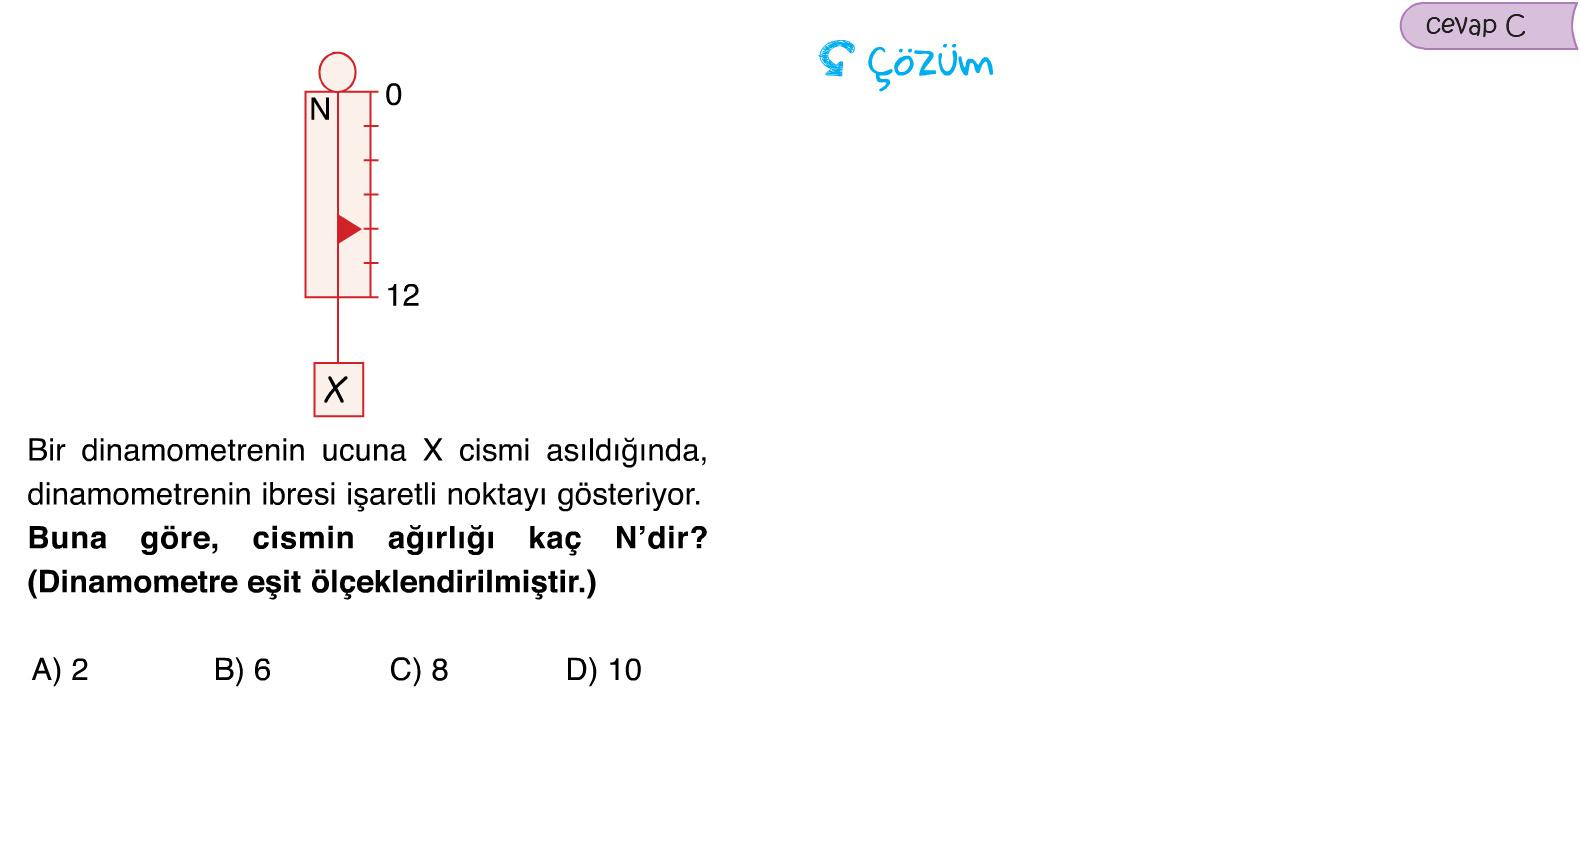 cevap C
Çözüm
N
0
12
X
Bir dinamometrenin ucuna X cismi asıldığında,
dinamometrenin ibresi işaretli noktayı gösteriyor.
Buna göre, cismin ağırlığı kaç N’dir?
(Dinamometre eşit ölçeklendirilmiştir.)
A) 2 B) 6 C) 8 D) 10